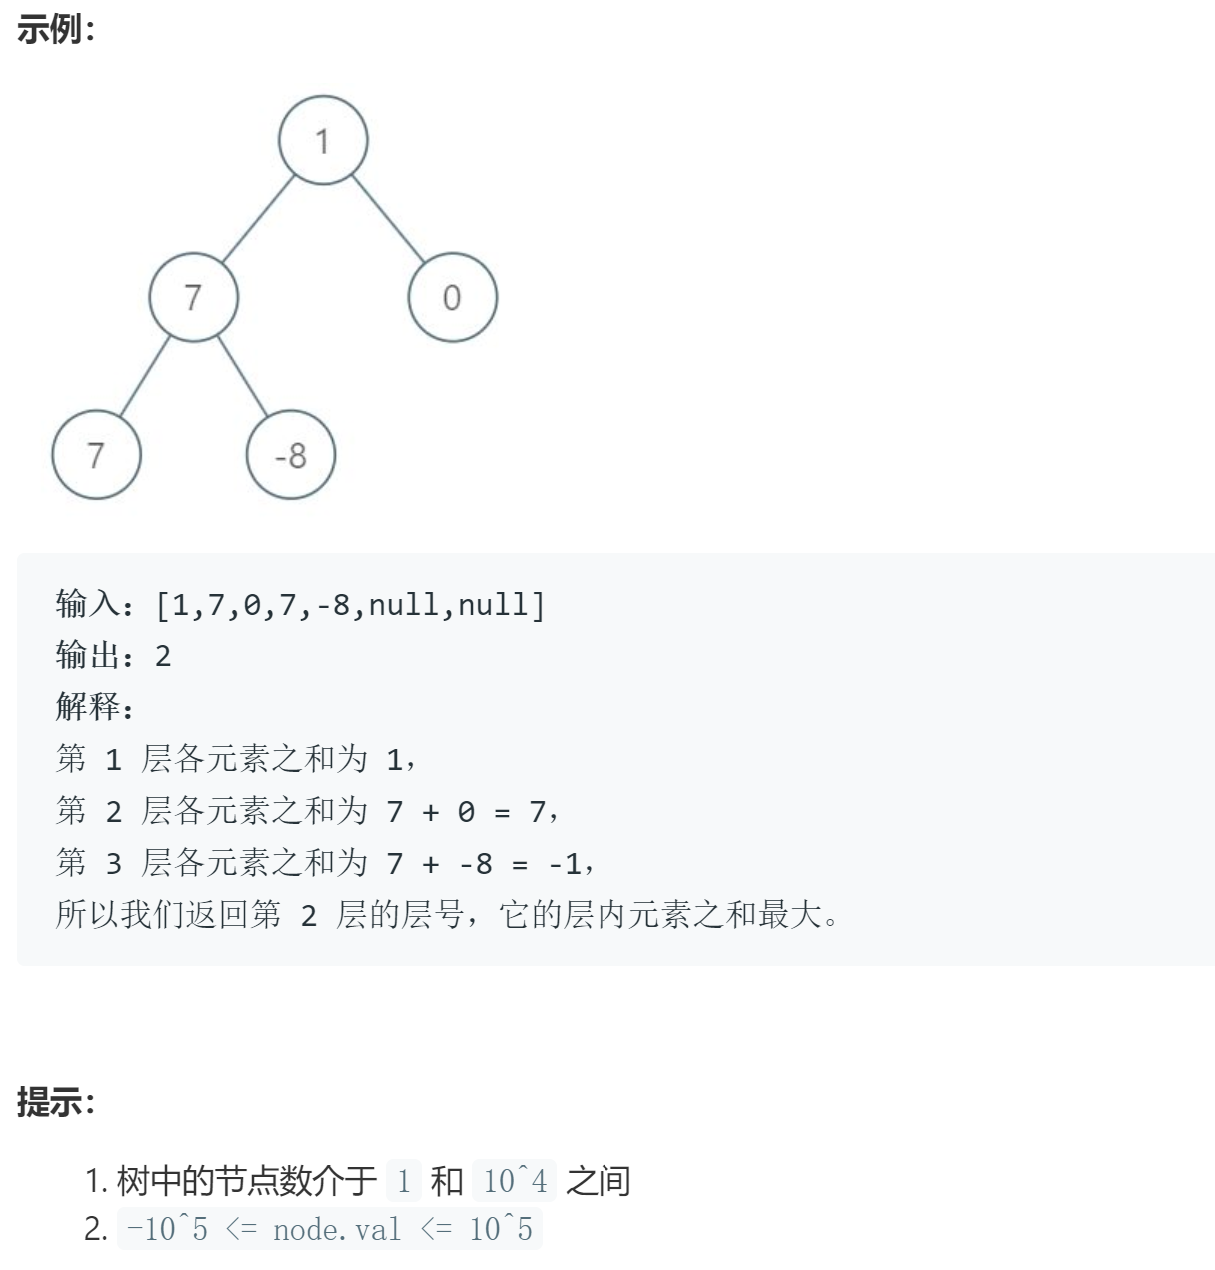 示例：
1
7
0
7
-8
输入：[1,7,0,7,-8,null,null]
输出：2
解释：
第 1 层各元素之和为 1，
第 2 层各元素之和为 7 + 0 = 7，
第 3 层各元素之和为 7 + -8 = -1，
所以我们返回第 2 层的层号，它的层内元素之和最大。
提示：
1. 树中的节点数介于 1 和 10^4 之间
2. -10^5 <= node.val <= 10^5